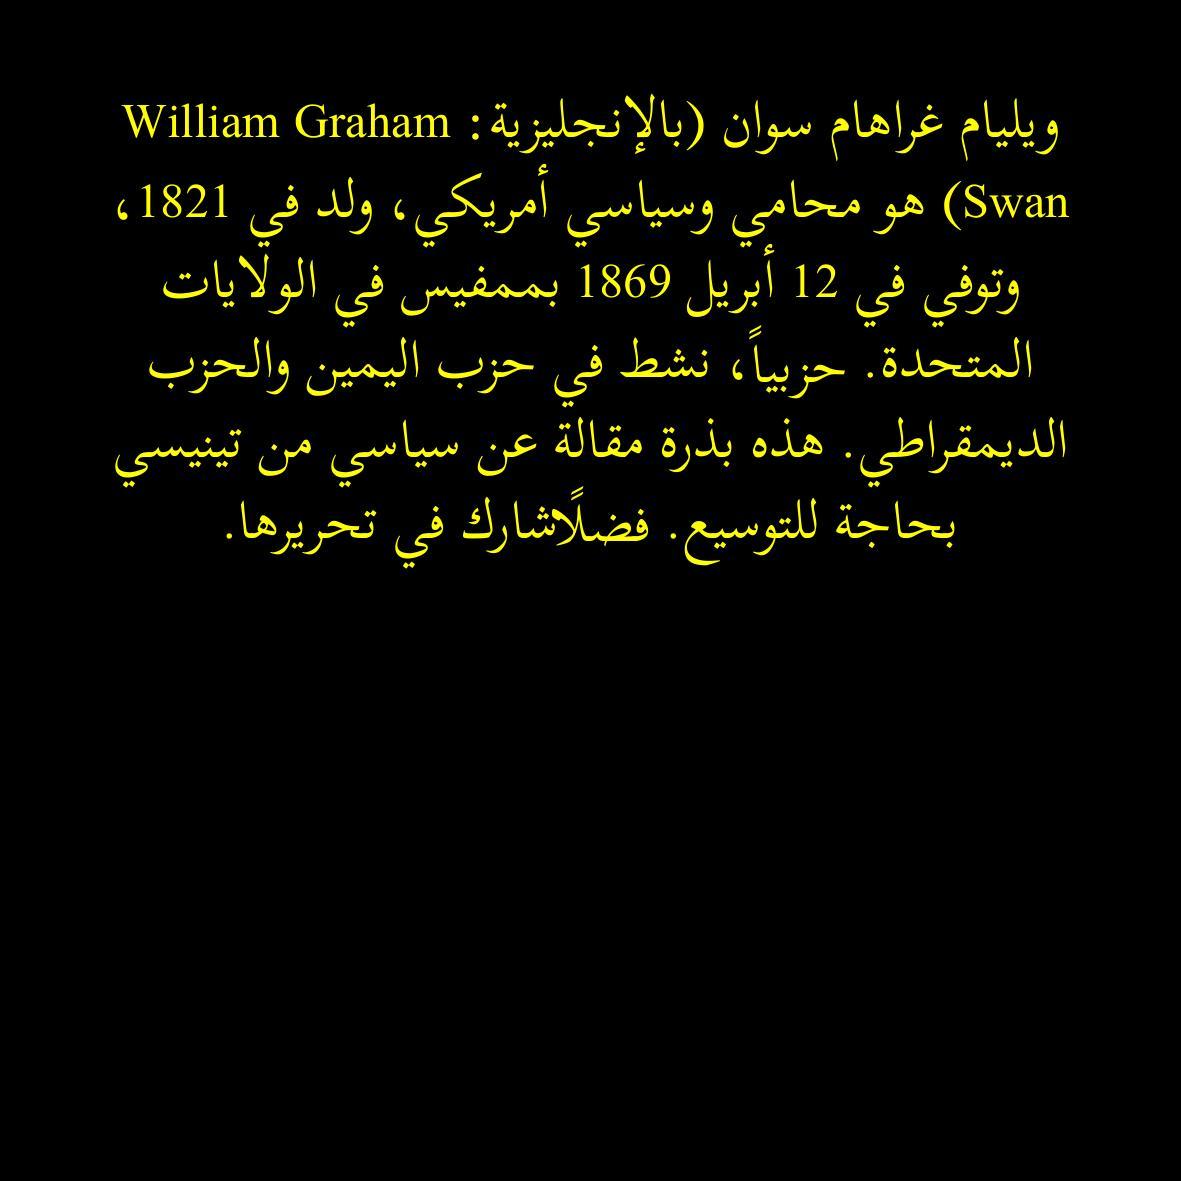 ويليام غراهام سوان (بالإنجليزية: William Graham
Swan) هو محامي وسياسي أمريكي، ولد في 1821،
وتوفي في 12 أبريل 1869 بممفيس في الولايات
المتحدة. حزبياً، نشط في حزب اليمين والحزب
الديمقراطي. هذه بذرة مقالة عن سياسي من تينيسي
بحاجة للتوسيع. فضلًاشارك في تحريرها.